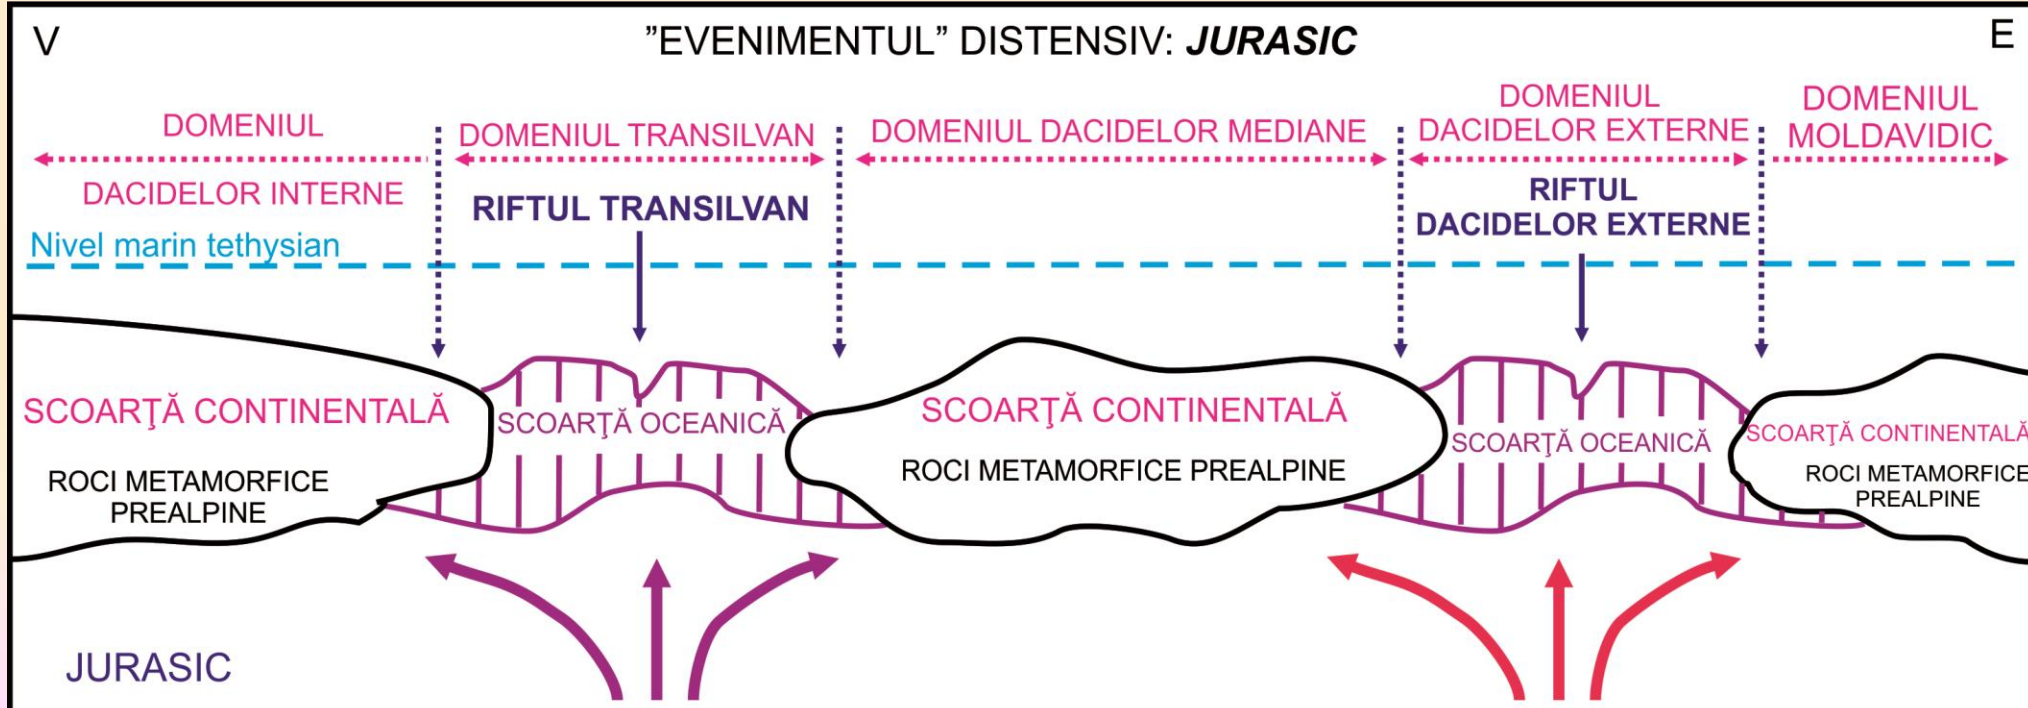 V
”EVENIMENTUL” DISTENSIV: JURASIC
E
DOMENIUL
DACIDELOR INTERNE
DOMENIUL TRANSILVAN
DOMENIUL DACIDELOR MEDIANE
DOMENIUL
DACIDELOR EXTERNE
DOMENIUL
MOLDAVIDIC
RIFTUL TRANSILVAN
RIFTUL
DACIDELOR EXTERNE
Nivel marin tethysian
SCOARŢĂ CONTINENTALĂ
ROCI METAMORFICE
PREALPINE
SCOARŢĂ OCEANICĂ
SCOARŢĂ CONTINENTALĂ
ROCI METAMORFICE PREALPINE
SCOARŢĂ OCEANICĂ
SCOARŢĂ CONTINENTALĂ
ROCI METAMORFICE
PREALPINE
JURASIC